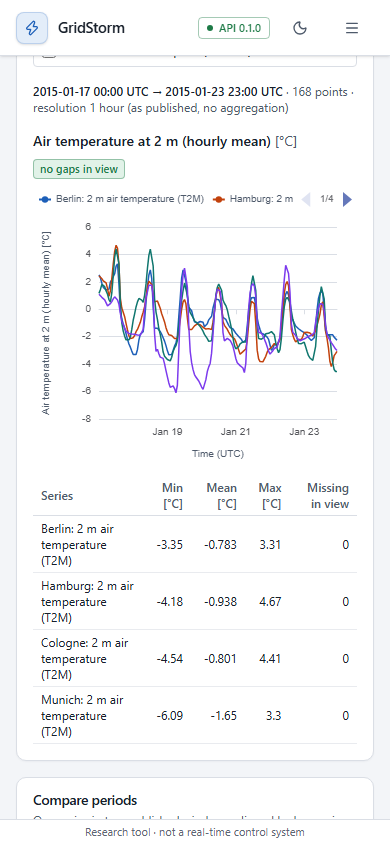 GridStorm
API 0.1.0
2015-01-17 00:00 UTC → 2015-01-23 23:00 UTC · 168 points ·
resolution 1 hour (as published, no aggregation)
Air temperature at 2 m (hourly mean) [°C]
no gaps in view
Berlin: 2 m air temperature (T2M) Hamburg: 2 m 1/4
Air temperature at 2 m (hourly mean) [°C]
6
4
2
0
-2
-4
-6
-8
Jan 19 Jan 21 Jan 23
Time (UTC)
Series Min [°C] Mean [°C] Max [°C] Missing in view
Berlin: 2 m air
temperature
(T2M)
-3.35 -0.783 3.31 0
Hamburg: 2 m air
temperature
(T2M)
-4.18 -0.938 4.67 0
Cologne: 2 m air
temperature
(T2M)
-4.54 -0.801 4.41 0
Munich: 2 m air
temperature
(T2M)
-6.09 -1.65 3.3 0
Compare periods
Research tool · not a real-time control system